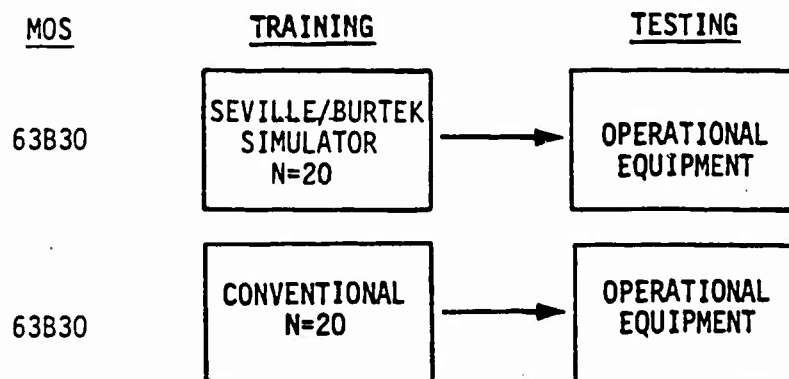 MOS TRAINING TESTING
63B30
SEVILLE/BURTEK
SIMULATOR
N=20
OPERATIONAL
EQUIPMENT
63B30
CONVENTIONAL
N=20
OPERATIONAL
EQUIPMENT